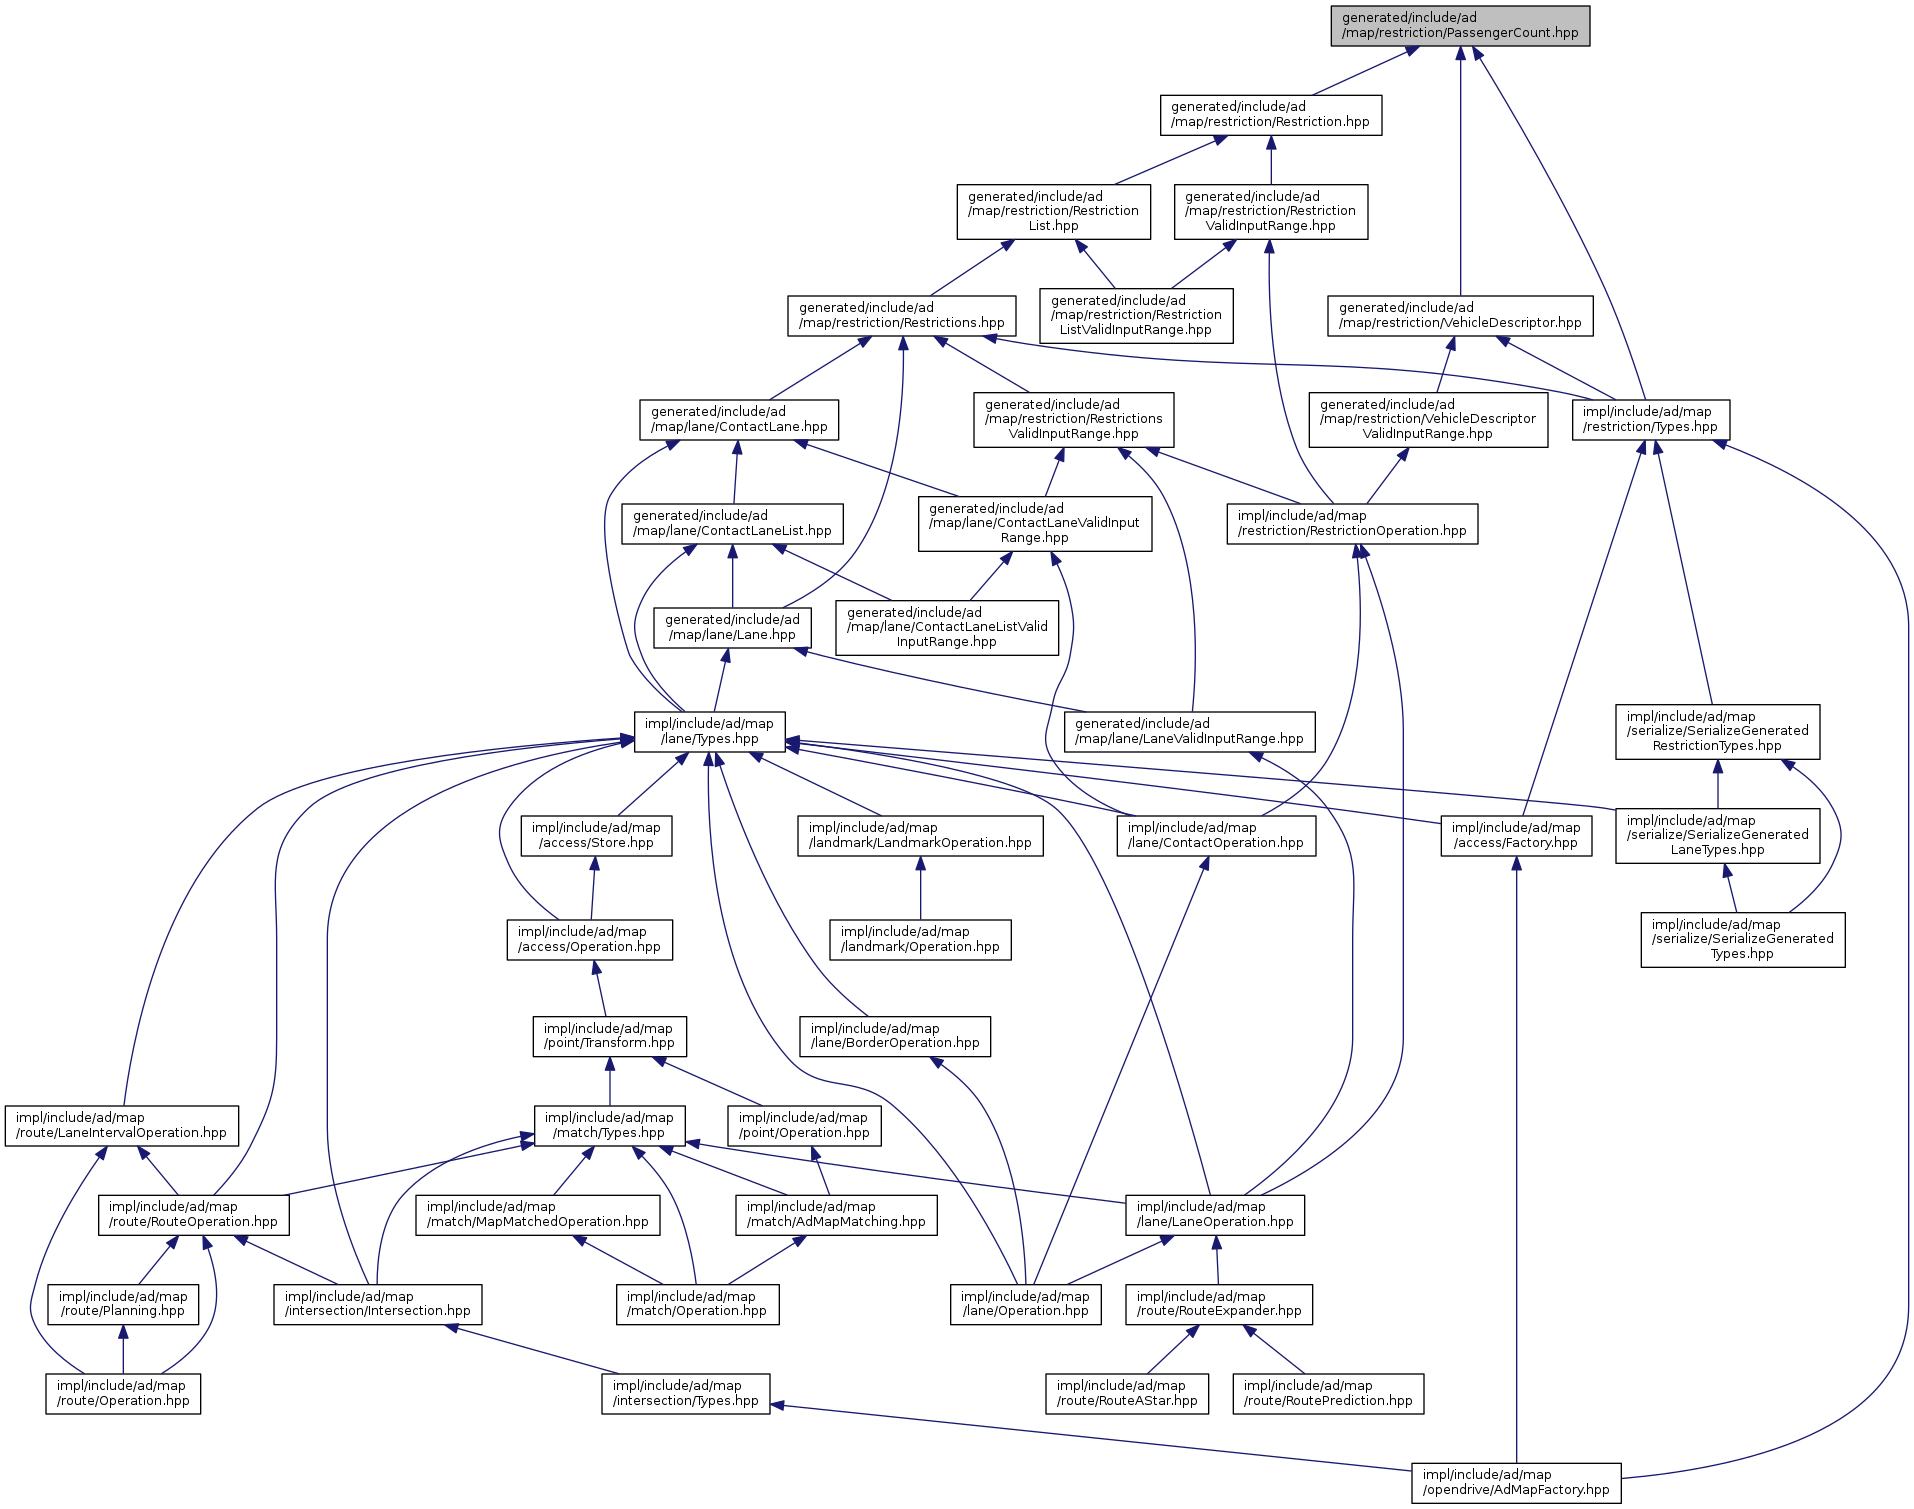 generated/include/ad
/map/restriction/PassengerCount.hpp
generated/include/ad
/map/restriction/Restriction.hpp
generated/include/ad
/map/restriction/Restriction
List.hpp
generated/include/ad
/map/restriction/Restriction
ValidInputRange.hpp
generated/include/ad
/map/restriction/Restrictions.hpp
generated/include/ad
/map/restriction/Restriction
ListValidInputRange.hpp
generated/include/ad
/map/restriction/VehicleDescriptor.hpp
generated/include/ad
/map/lane/ContactLane.hpp
generated/include/ad
/map/restriction/Restrictions
ValidInputRange.hpp
generated/include/ad
/map/restriction/VehicleDescriptor
ValidInputRange.hpp
impl/include/ad/map
/restriction/Types.hpp
generated/include/ad
/map/lane/ContactLaneList.hpp
generated/include/ad
/map/lane/ContactLaneValidInput
Range.hpp
impl/include/ad/map
/restriction/RestrictionOperation.hpp
generated/include/ad
/map/lane/Lane.hpp
generated/include/ad
/map/lane/ContactLaneListValid
InputRange.hpp
impl/include/ad/map
/lane/Types.hpp
generated/include/ad
/map/lane/LaneValidInputRange.hpp
impl/include/ad/map
/serialize/SerializeGenerated
RestrictionTypes.hpp
impl/include/ad/map
/access/Store.hpp
impl/include/ad/map
/landmark/LandmarkOperation.hpp
impl/include/ad/map
/lane/ContactOperation.hpp
impl/include/ad/map
/access/Factory.hpp
impl/include/ad/map
/serialize/SerializeGenerated
LaneTypes.hpp
impl/include/ad/map
/access/Operation.hpp
impl/include/ad/map
/landmark/Operation.hpp
impl/include/ad/map
/serialize/SerializeGenerated
Types.hpp
impl/include/ad/map
/point/Transform.hpp
impl/include/ad/map
/lane/BorderOperation.hpp
impl/include/ad/map
/route/LaneIntervalOperation.hpp
impl/include/ad/map
/match/Types.hpp
impl/include/ad/map
/point/Operation.hpp
impl/include/ad/map
/route/RouteOperation.hpp
impl/include/ad/map
/match/MapMatchedOperation.hpp
impl/include/ad/map
/match/AdMapMatching.hpp
impl/include/ad/map
/lane/LaneOperation.hpp
impl/include/ad/map
/route/Planning.hpp
impl/include/ad/map
/intersection/Intersection.hpp
impl/include/ad/map
/match/Operation.hpp
impl/include/ad/map
/lane/Operation.hpp
impl/include/ad/map
/route/RouteExpander.hpp
impl/include/ad/map
/route/Operation.hpp
impl/include/ad/map
/intersection/Types.hpp
impl/include/ad/map
/route/RouteAStar.hpp
impl/include/ad/map
/route/RoutePrediction.hpp
impl/include/ad/map
/opendrive/AdMapFactory.hpp